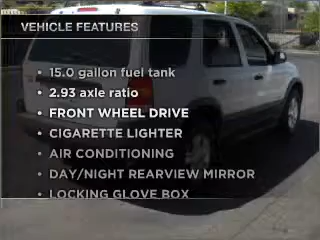 VEHICLE FEATURES
15.0 gallon fuel tank
2.93 axle ratio
FRONT WHEEL DRIVE
CIGARETTE LIGHTER
AIR CONDITIONING
DAY/NIGHT REARVIEW MIRROR
LOCKING GLOVE BOX